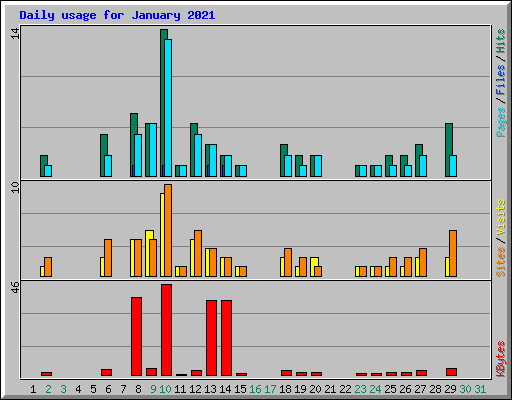 Daily usage for January 2021
14
Pages / Files / Hits
10
Sites / Visits
46
KBytes
1 2 3 4 5 6 7 8 9 10 11 12 13 14 15 16 17 18 19 20 21 22 23 24 25 26 27 28 29 30 31